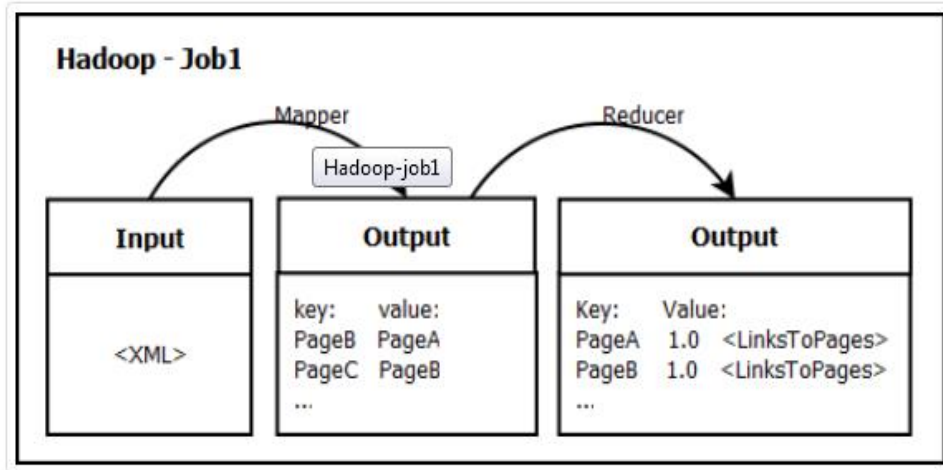 Hadoop - Job1
Mapper
Reducer
Hadoop-job1
Input
<XML>
Output
key: value:
PageB PageA
PageC PageB
...
Output
Key: Value:
PageA 1.0 <LinksToPages>
PageB 1.0 <LinksToPages>
...